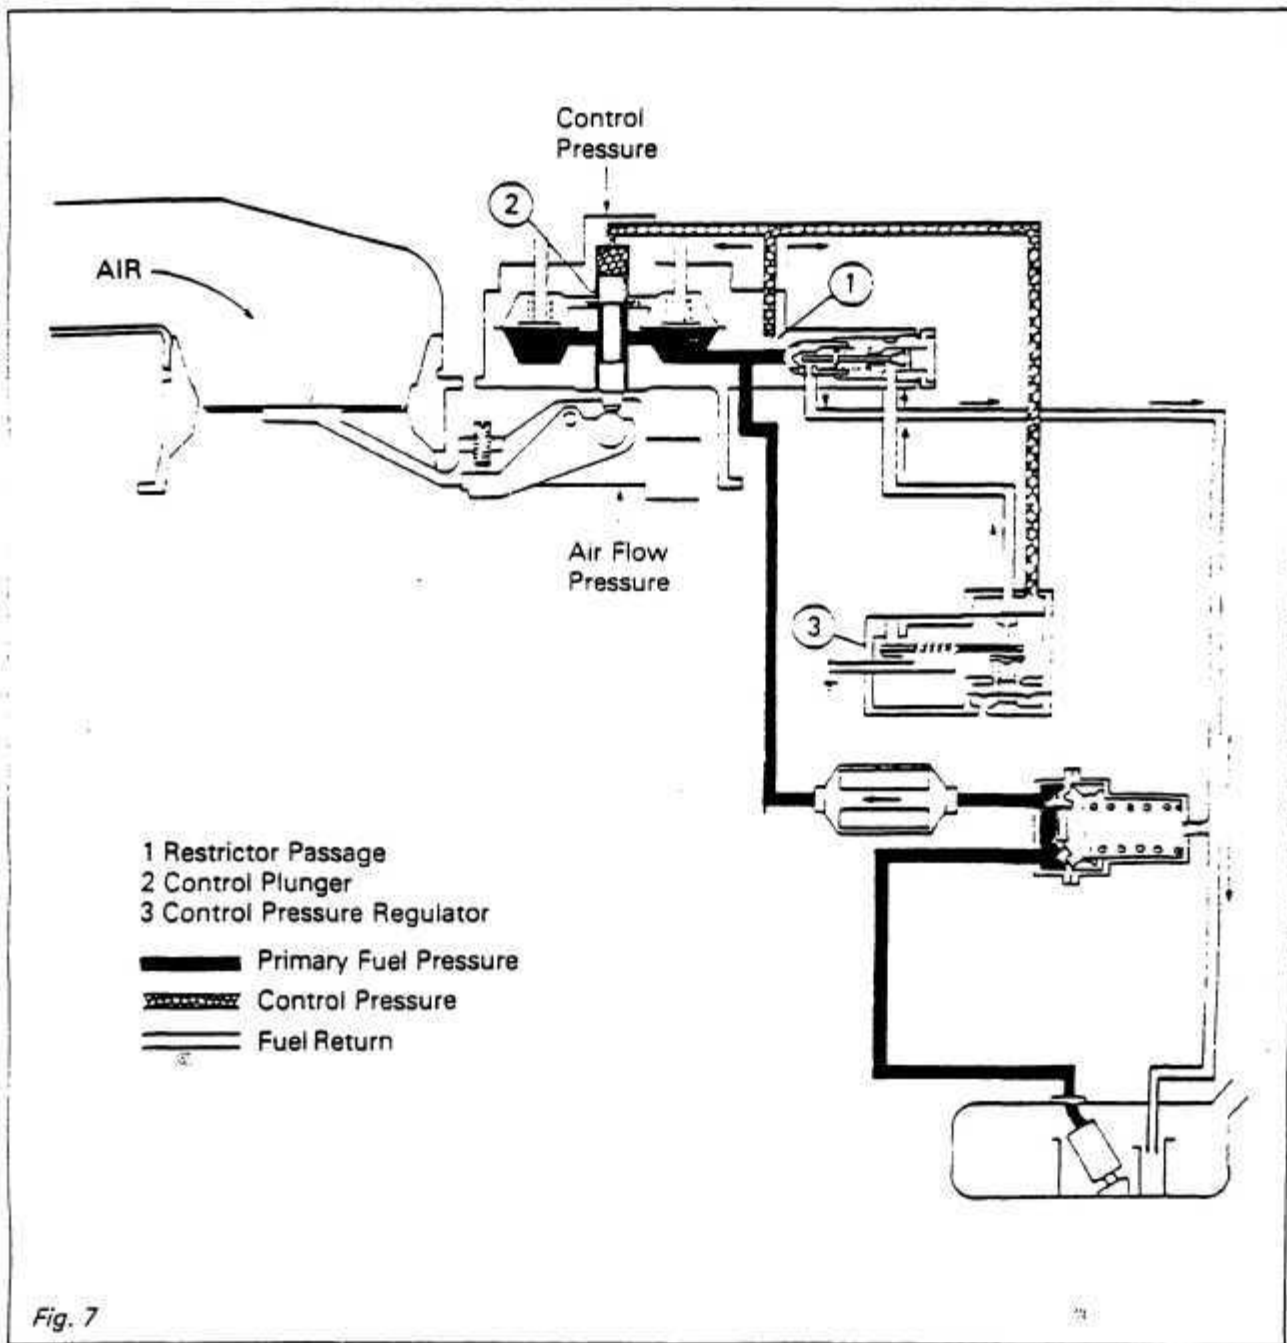 Control
Pressure
2
AIR
1
Air Flow
Pressure
3
1 Restrictor Passage
2 Control Plunger
3 Control Pressure Regulator
Primary Fuel Pressure
Control Pressure
Fuel Return
Fig. 7